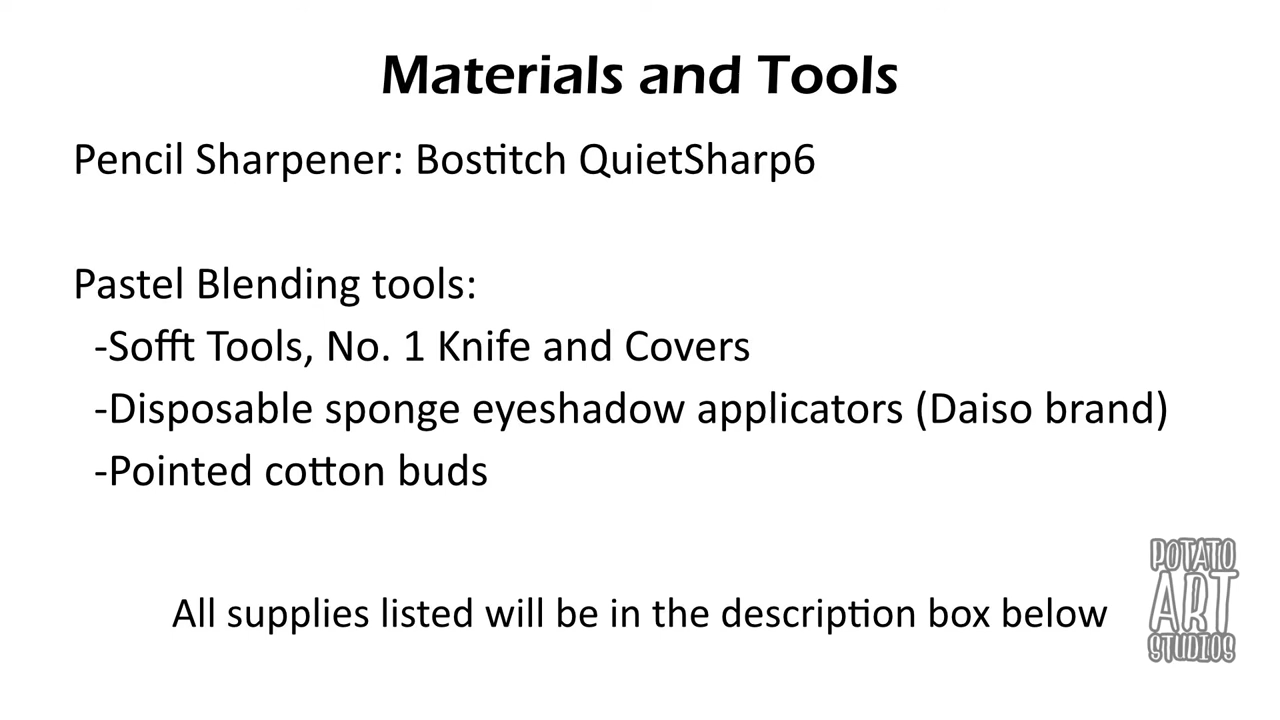 Materials and Tools
Pencil Sharpener: Bostitch QuietSharp6
Pastel Blending tools:
-Sofft Tools, No. 1 Knife and Covers
-Disposable sponge eyeshadow applicators (Daiso brand)
-Pointed cotton buds
All supplies listed will be in the description box below
POTATO
ART
STUDIOS